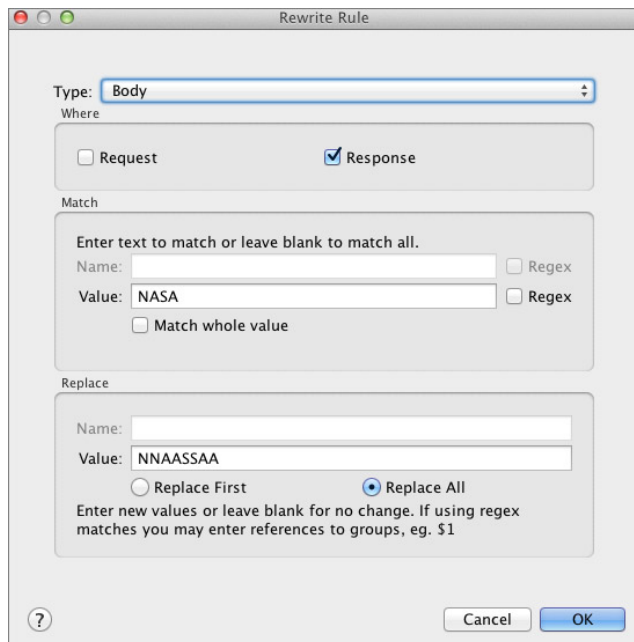 Rewrite Rule
Type: Body
Where
Request Response
Match
Enter text to match or leave blank to match all.
Name: Regex
Value: NASA Regex
Match whole value
Replace
Name:
Value: NNAASSAA
Replace First Replace All
Enter new values or leave blank for no change. If using regex
matches you may enter references to groups, eg. $1
? Cancel OK